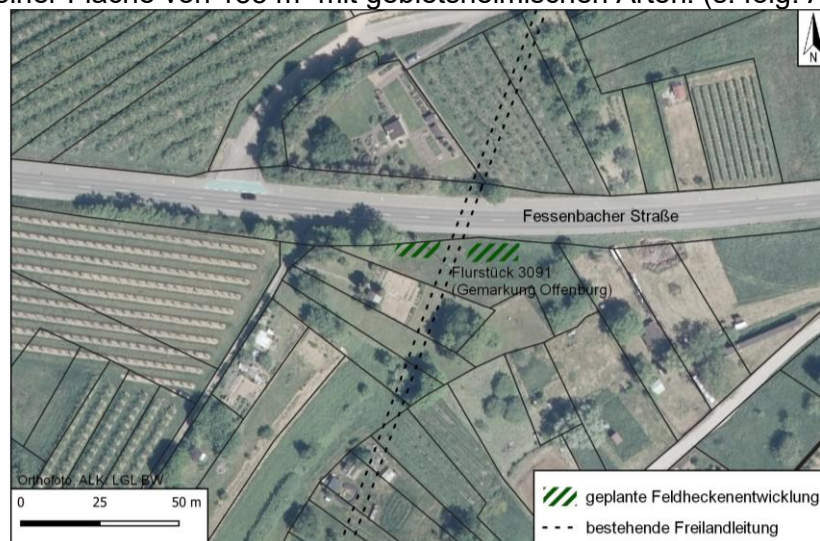 einer Fläche von 100 m² mit gebietsheimischen Arten. (s. folg.
N
Fessenbacher Straße
Flurstück 3091
(Gemarkung Offenburg)
Orthofoto, ALK: LGL BW
0 25 50 m
geplante Feldheckenentwicklung
bestehende Freilandleitung